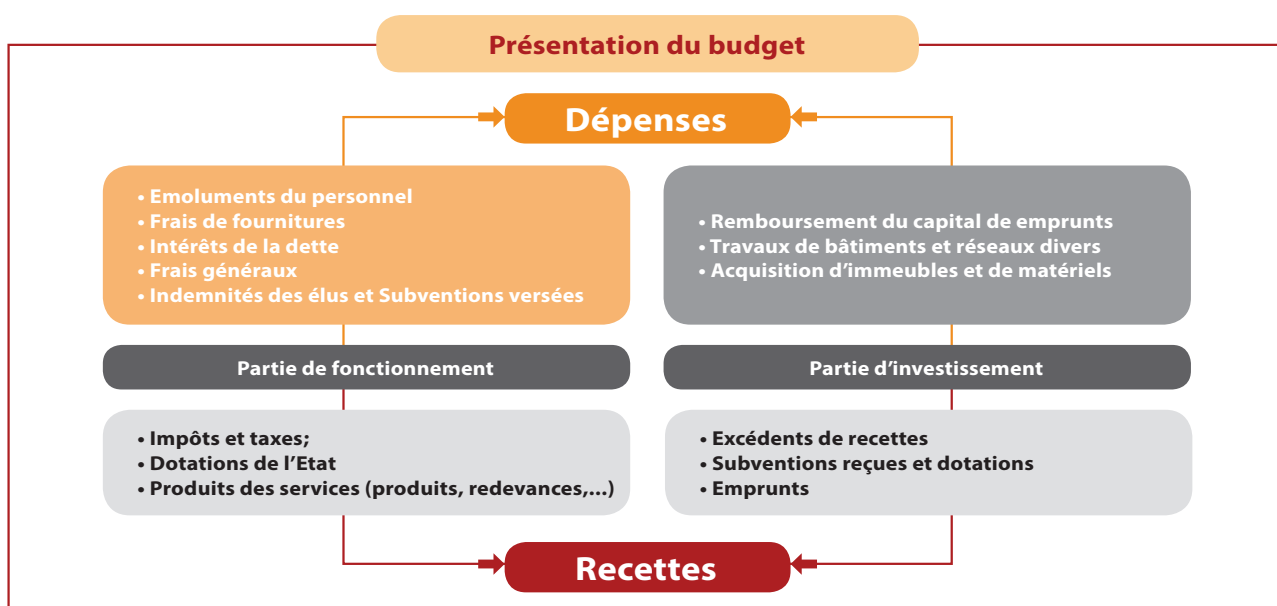 Présentation du budget
Dépenses
• Emoluments du personnel
• Frais de fournitures
• Intérêts de la dette
• Frais généraux
• Indemnités des élus et Subventions versées
• Remboursement du capital de emprunts
• Travaux de bâtiments et réseaux divers
• Acquisition d'immeubles et de matériels
Partie de fonctionnement
Partie d'investissement
• Impôts et taxes;
• Dotations de l'Etat
• Produits des services (produits, redevances,...)
• Excédents de recettes
• Subventions reçues et dotations
• Emprunts
Recettes